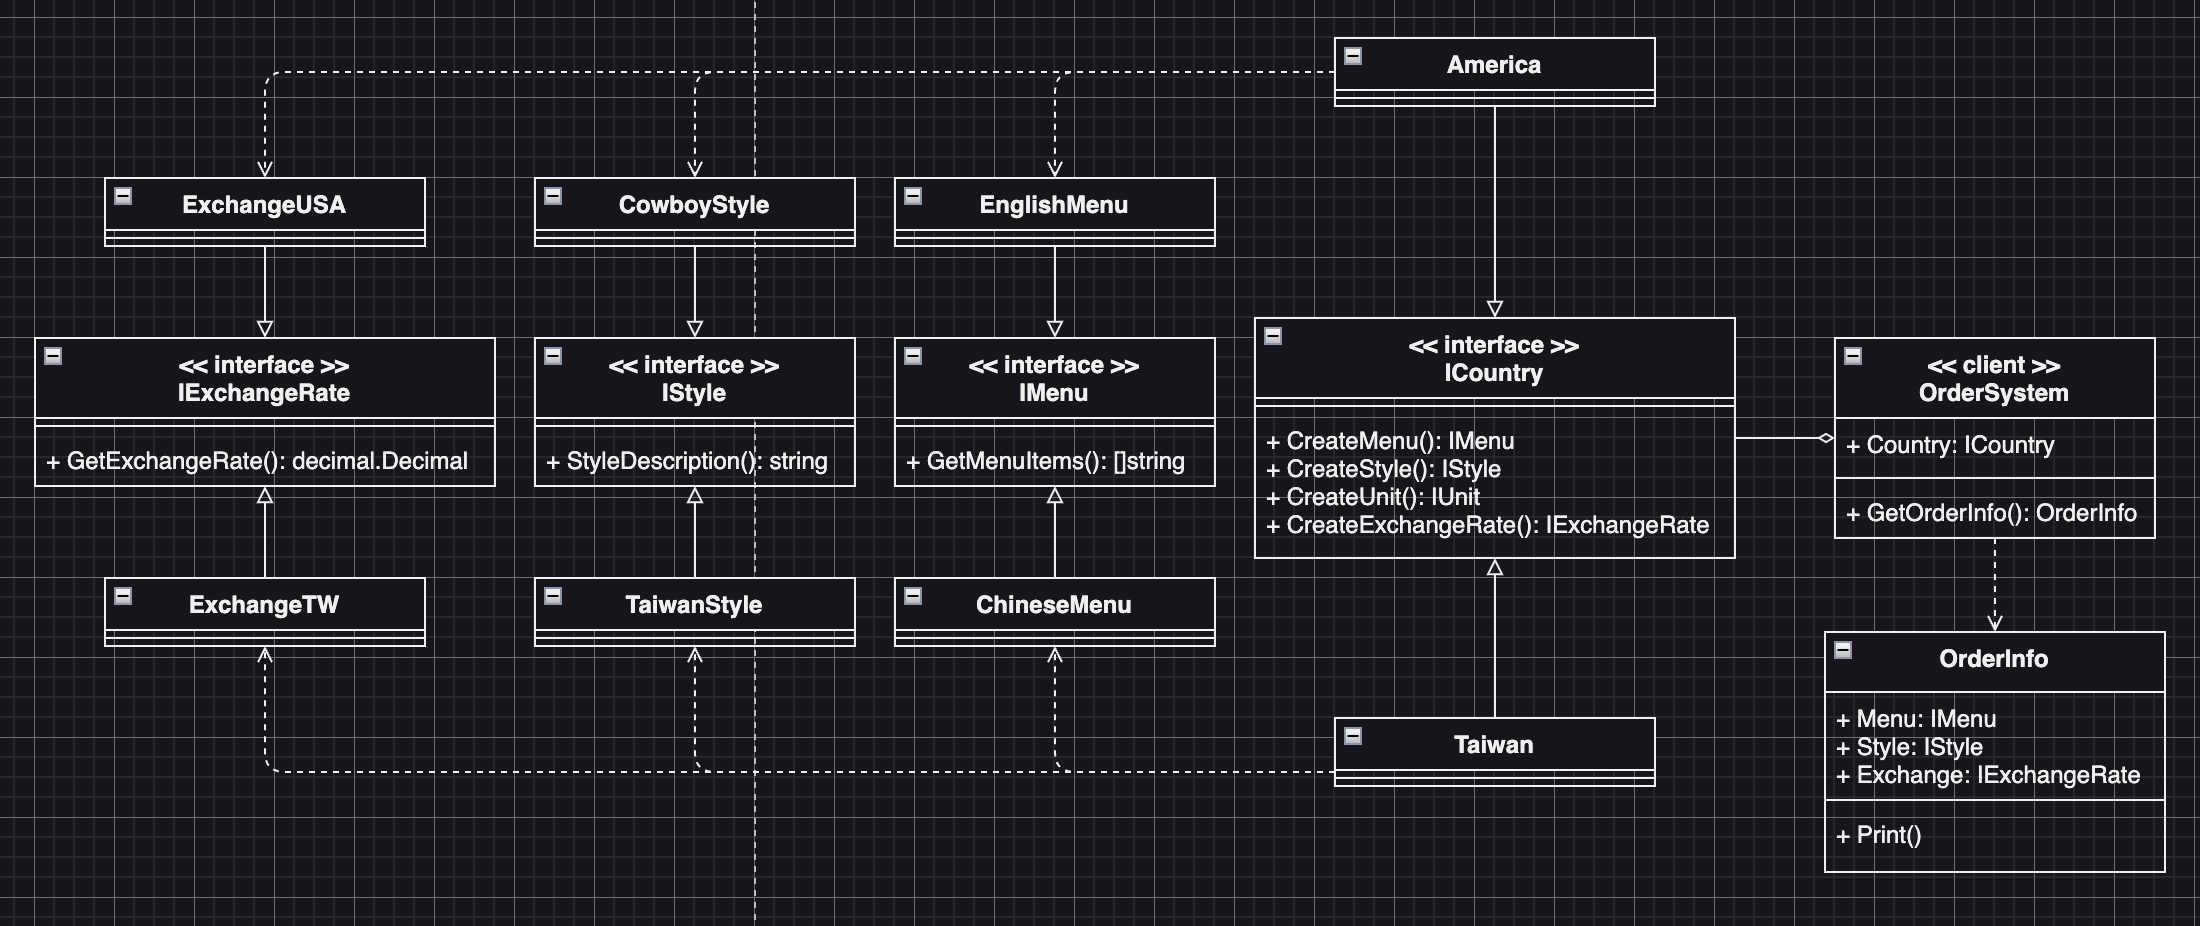 America
ExchangeUSA
CowboyStyle
EnglishMenu
<< interface >>
IExchangeRate
+ GetExchangeRate(): decimal.Decimal
<< interface >>
IStyle
+ StyleDescription(): string
<< interface >>
IMenu
+ GetMenuItems(): []string
<< interface >>
ICountry
+ CreateMenu(): IMenu
+ CreateStyle(): IStyle
+ CreateUnit(): IUnit
+ CreateExchangeRate(): IExchangeRate
<< client >>
OrderSystem
+ Country: ICountry
+ GetOrderInfo(): OrderInfo
ExchangeTW
TaiwanStyle
ChineseMenu
Taiwan
OrderInfo
+ Menu: IMenu
+ Style: IStyle
+ Exchange: IExchangeRate
+ Print()